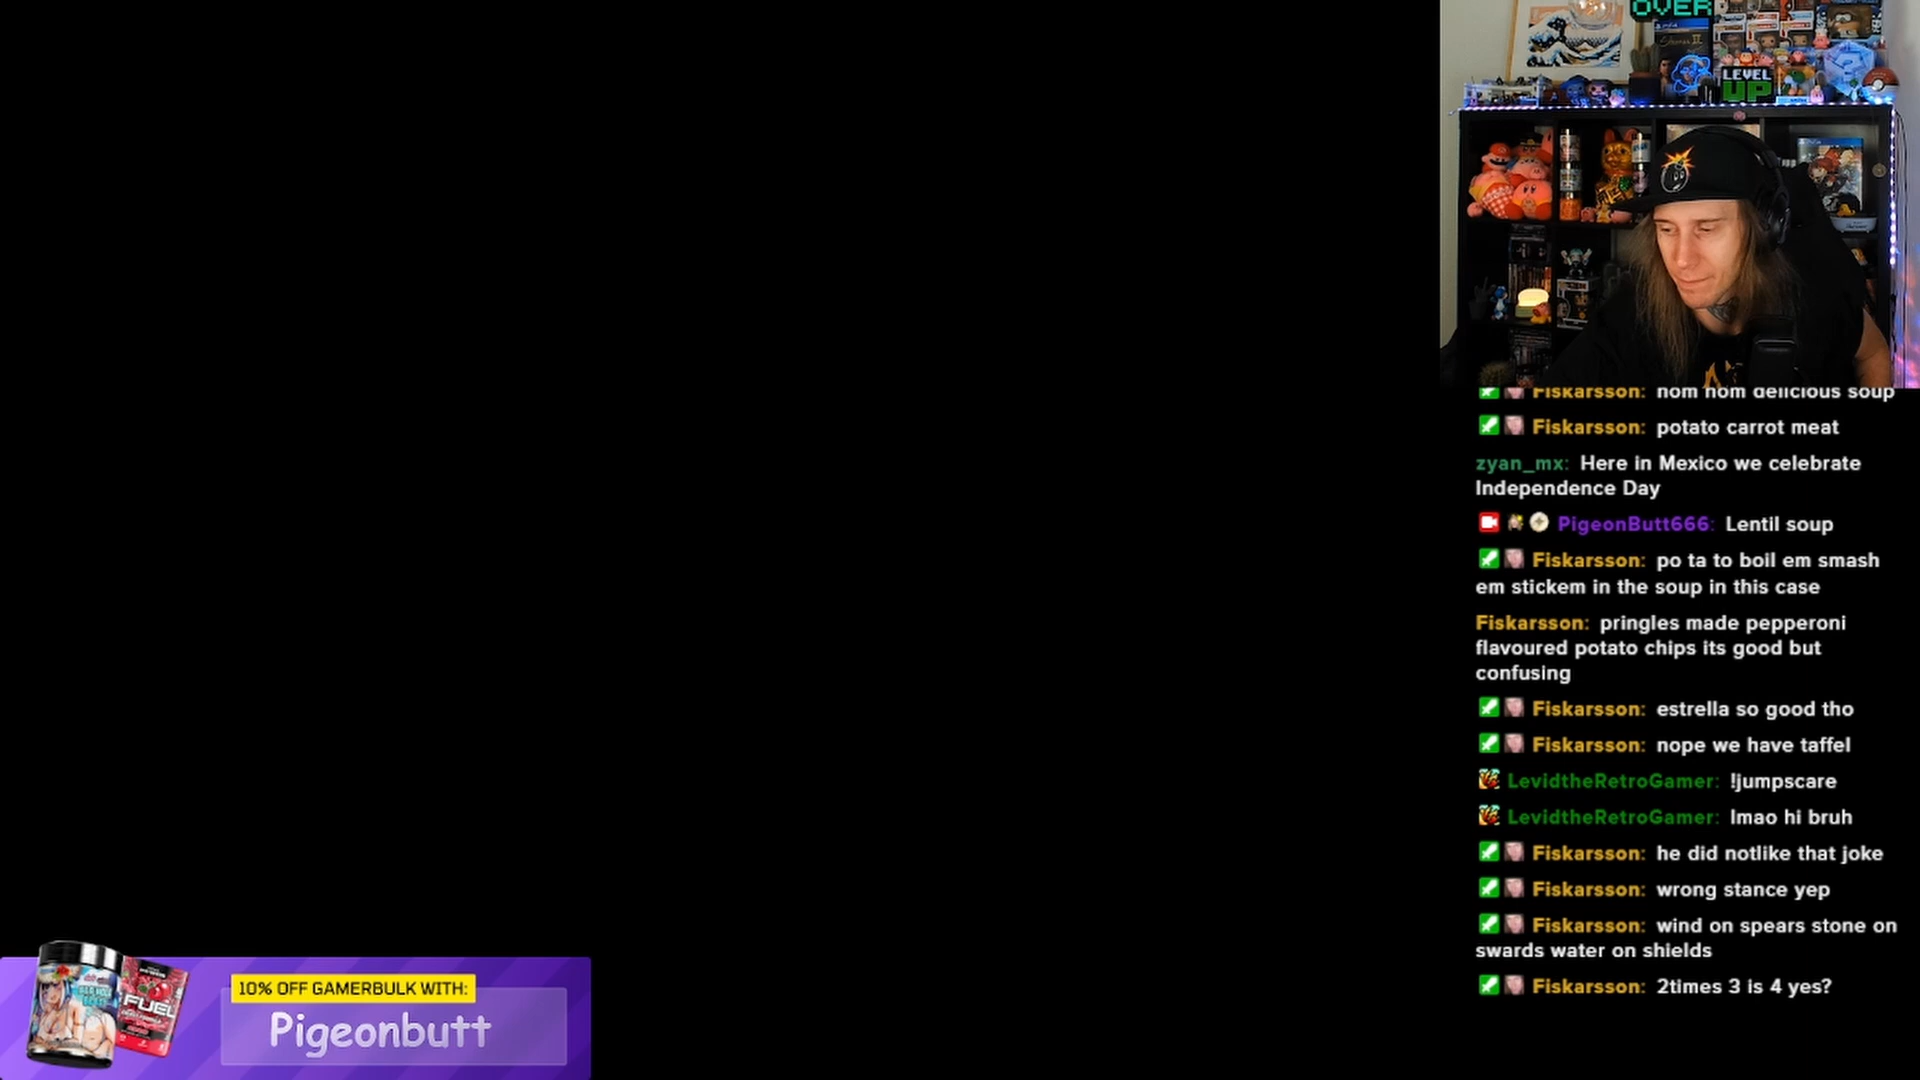 OVER
LEVEL
UP
Fiskarsson: nom nom delicious soup
Fiskarsson: potato carrot meat
zyan_mx: Here in Mexico we celebrate
Independence Day
PigeonButt666: Lentil soup
Fiskarsson: po ta to boil em smash
em stickem in the soup in this case
Fiskarsson: pringles made pepperoni
flavoured potato chips its good but
confusing
Fiskarsson: estrella so good tho
Fiskarsson: nope we have taffel
LevidtheRetroGamer: !jumpscare
LevidtheRetroGamer: lmao hi bruh
Fiskarsson: he did notlike that joke
Fiskarsson: wrong stance yep
Fiskarsson: wind on spears stone on
swards water on shields
Fiskarsson: 2times 3 is 4 yes?
10% OFF GAMERBULK WITH:
Pigeonbutt
FUEL